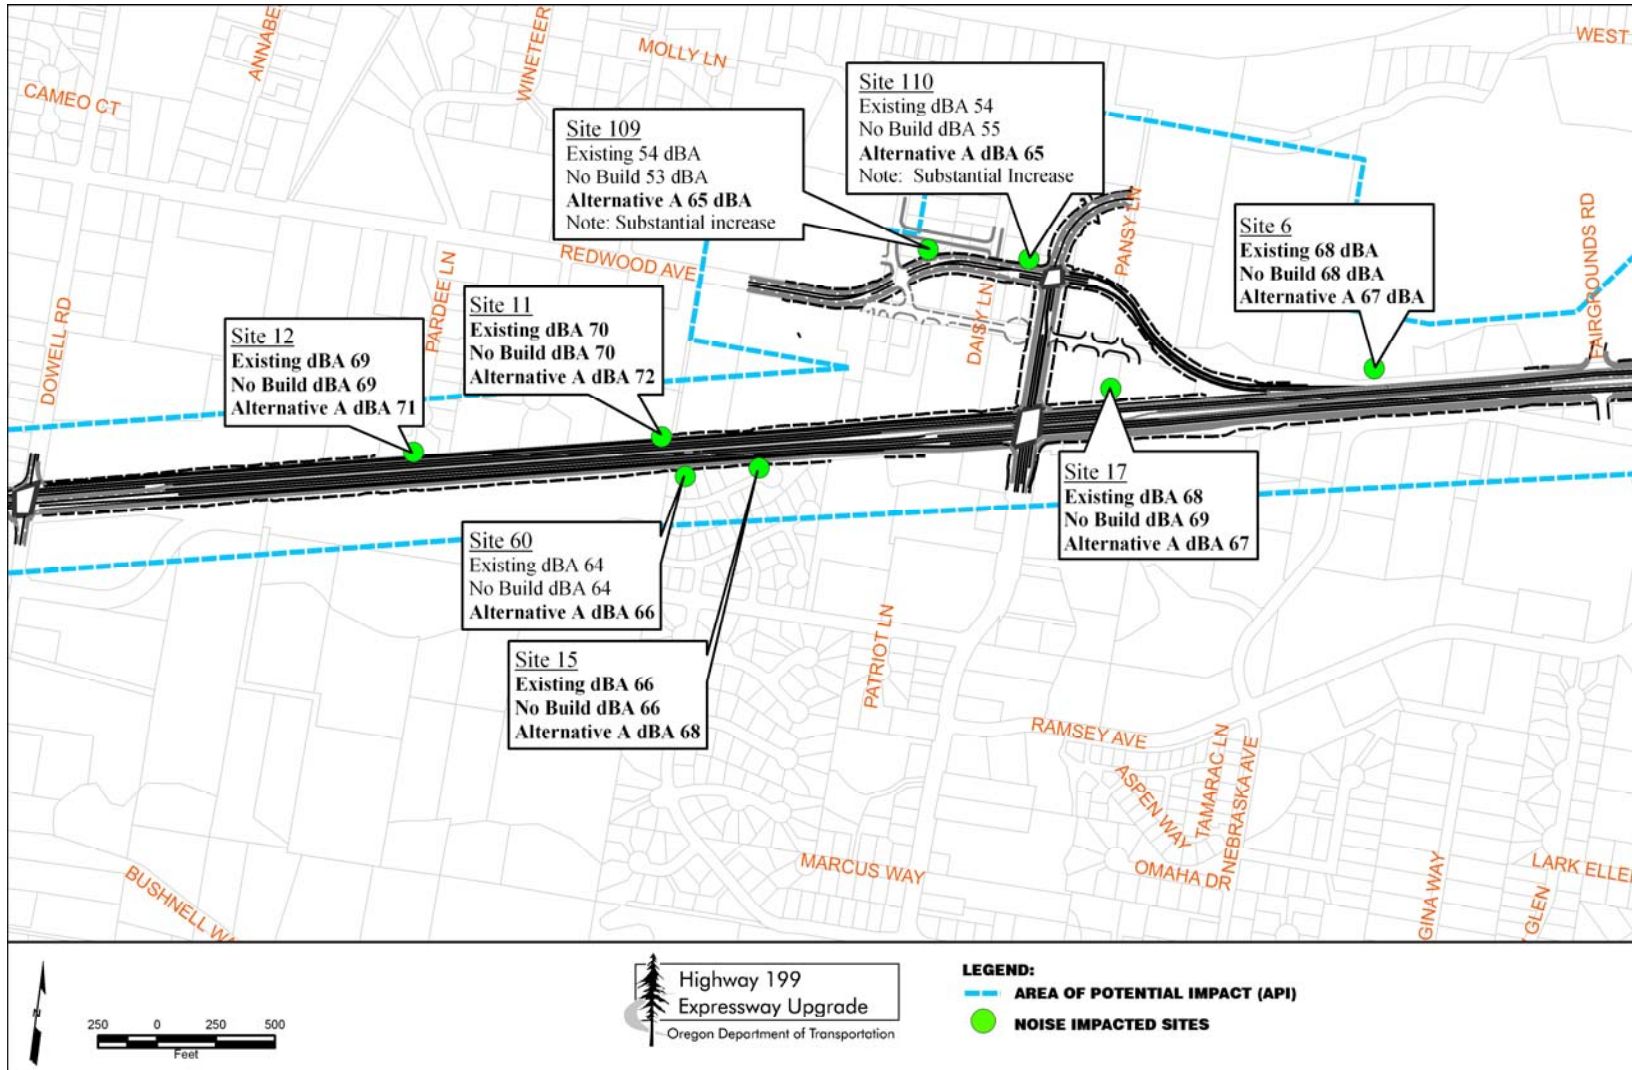 WEST
MOLLY LN
ANNABE
WINETEER
CAMEO CT
Site 110
Existing dBA 54
No Build dBA 55
Alternative A dBA 65
Note: Substantial Increase
Site 109
Existing 54 dBA
No Build 53 dBA
Alternative A 65 dBA
Note: Substantial increase
PANSY LN
FAIRGROUNDS RD
Site 6
Existing 68 dBA
No Build 68 dBA
Alternative A 67 dBA
REDWOOD AVE
PARDEE LN
DOWELL RD
DAISY LN
Site 11
Existing dBA 70
No Build dBA 70
Alternative A dBA 72
Site 12
Existing dBA 69
No Build dBA 69
Alternative A dBA 71
Site 17
Existing dBA 68
No Build dBA 69
Alternative A dBA 67
Site 60
Existing dBA 64
No Build dBA 64
Alternative A dBA 66
Site 15
Existing dBA 66
No Build dBA 66
Alternative A dBA 68
PATRIOT LN
RAMSEY AVE
ASPEN WAY
TAMARAC LN
NEBRASKA AVE
OMAHA DR
MARCUS WAY
BUSHNELL WA
GINA WAY
LARK ELLE
GLEN
N
250 0 250 500
Feet
Highway 199
Expressway Upgrade
Oregon Department of Transportation
LEGEND:
AREA OF POTENTIAL IMPACT (API)
NOISE IMPACTED SITES